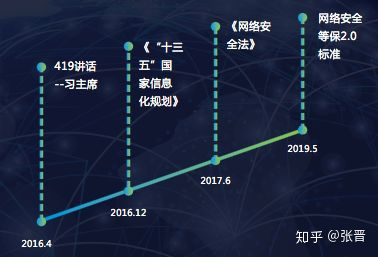 419讲话
--习主席
《“十三
五”国
家信息
化规划》
《网络安
全法》
网络安全
等保2.0
标准
2016.4
2016.12
2017.6
2019.5
知乎 @张晋